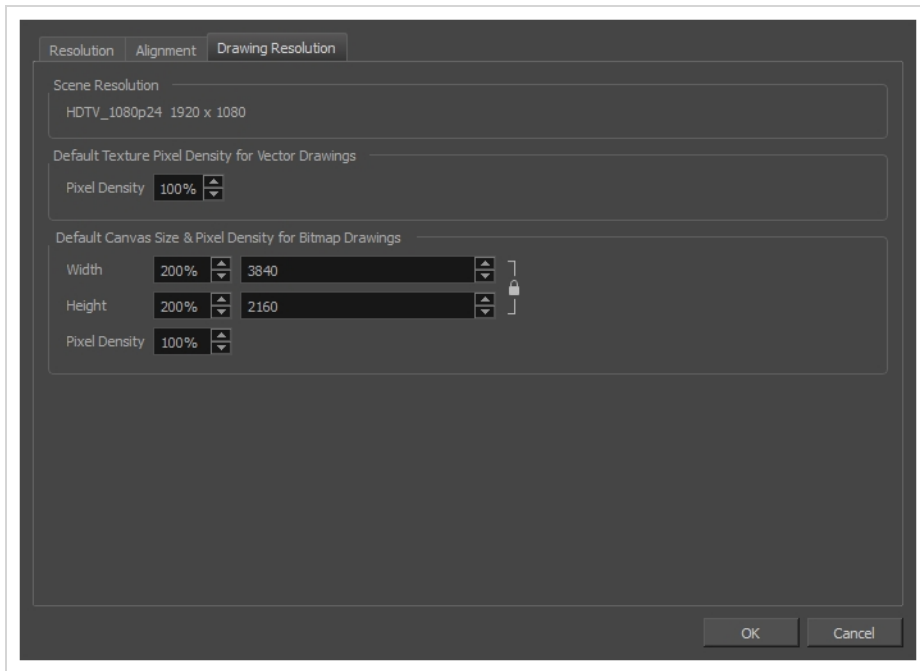 Resolution Alignment Drawing Resolution
Scene Resolution
HDTV_1080p24 1920 x 1080
Default Texture Pixel Density for Vector Drawings
Pixel Density 100%
Default Canvas Size & Pixel Density for Bitmap Drawings
Width 200% 3840
Height 200% 2160
Pixel Density 100%
OK Cancel